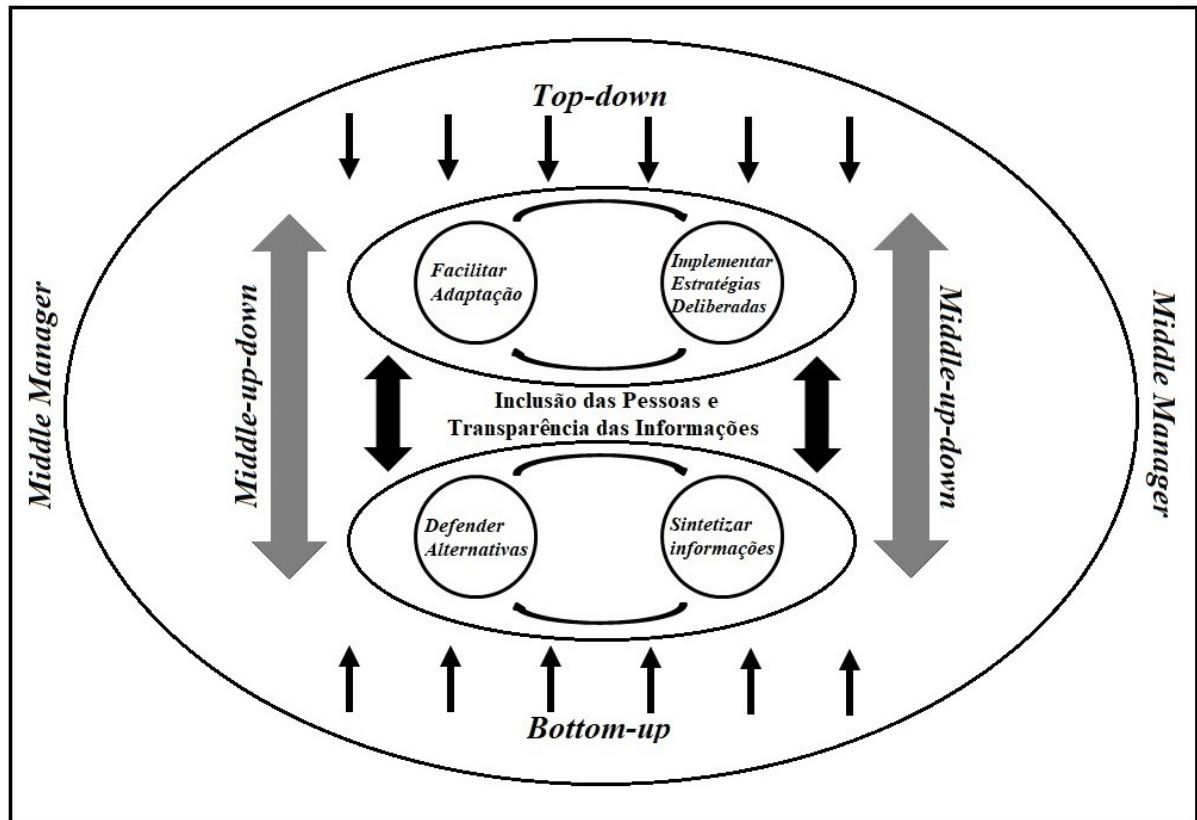 Top-down
Middle Manager
Middle-up-down
Facilitar
Adaptação
Implementar
Estratégias
Deliberadas
Middle-up-down
Middle Manager
Inclusão das Pessoas e
Transparência das Informações
Defender
Alternativas
Sintetizar
informações
Bottom-up